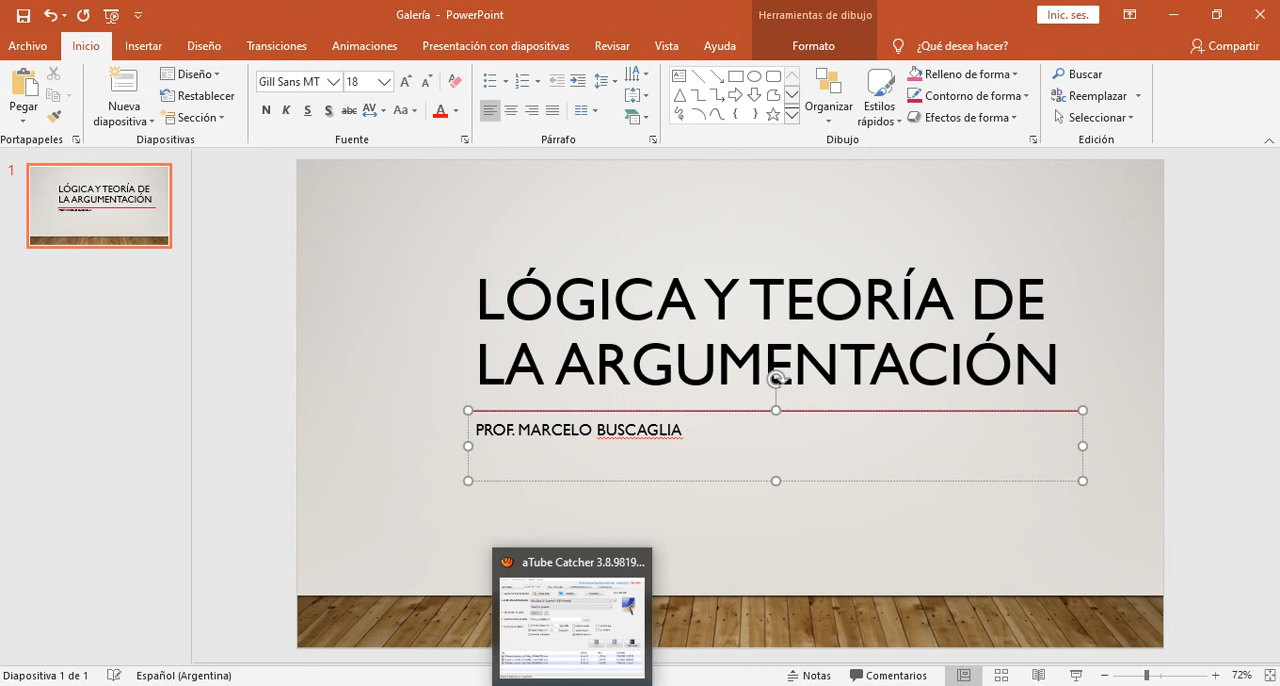 Galería - PowerPoint
Herramientas de dibujo
Inic. ses.
Archivo
Inicio
Insertar
Diseño
Transiciones
Animaciones
Presentación con diapositivas
Revisar
Vista
Ayuda
Formato
¿Qué desea hacer?
Compartir
Pegar
Nueva diapositiva
Diseño
Restablecer
Sección
Gill Sans MT
18
N K S S abc AV Aa A
Organizar
Estilos rápidos
Relleno de forma
Contorno de forma
Efectos de forma
Buscar
Reemplazar
Seleccionar
Portapapeles
Diapositivas
Fuente
Párrafo
Dibujo
Edición
1
LÓGICA Y TEORÍA DE
LA ARGUMENTACIÓN
LÓGICA Y TEORÍA DE
LA ARGUMENTACIÓN
PROF. MARCELO BUSCAGLIA
aTube Catcher 3.8.9819...
Diapositiva 1 de 1
Español (Argentina)
Notas
Comentarios
72%